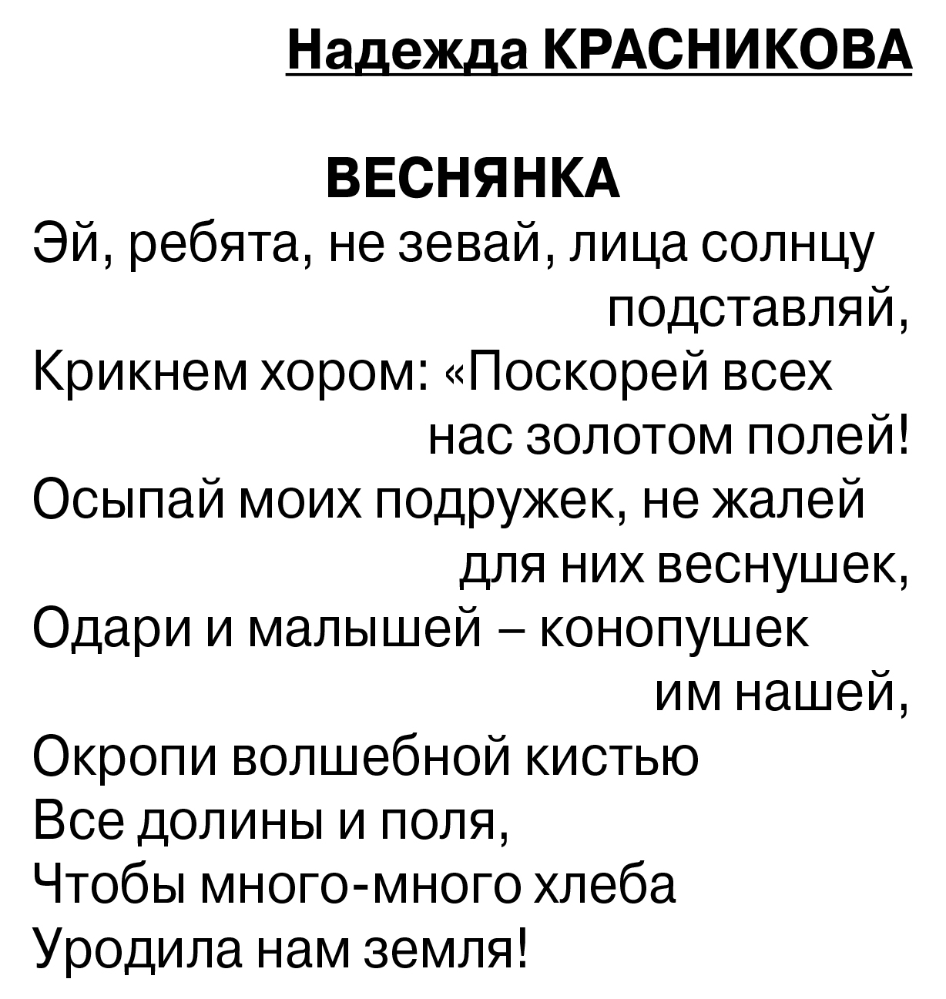 Надежда КРАСНИКОВА
ВЕСНЯНКА
Эй, ребята, не зевай, лица солнцу
подставляй,
Крикнем хором: «Поскорей всех
нас золотом полей!
Осыпай моих подружек, не жалей
для них веснушек,
Одари и малышей – конопушек
им нашей,
Окропи волшебной кистью
Все долины и поля,
Чтобы много-много хлеба
Уродила нам земля!